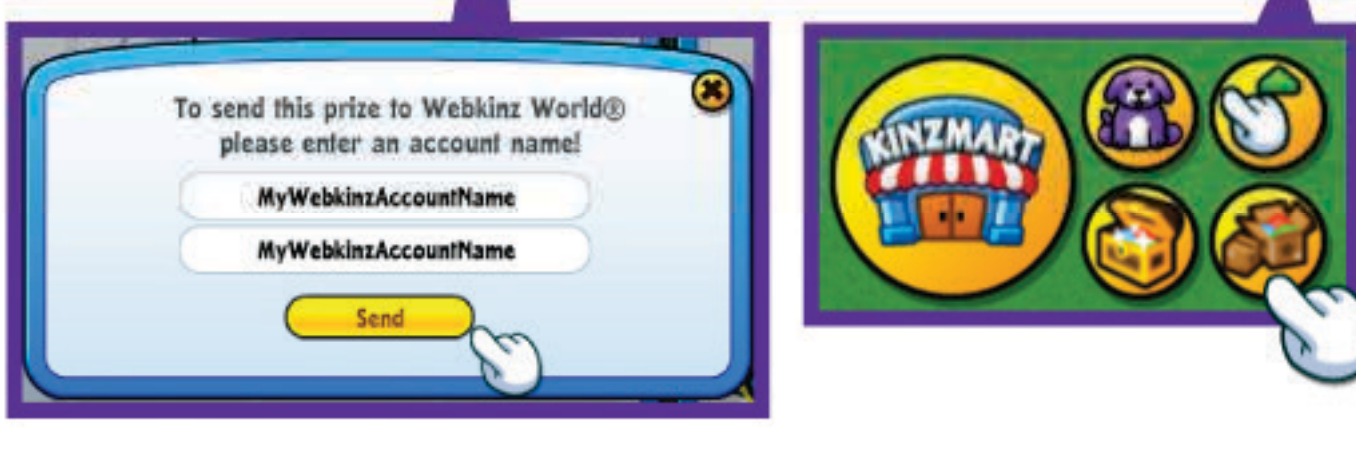 To send this prize to Webkinz World®
please enter an account name!
MyWebkinzAccountName
MyWebkinzAccountName
Send
KINZMART